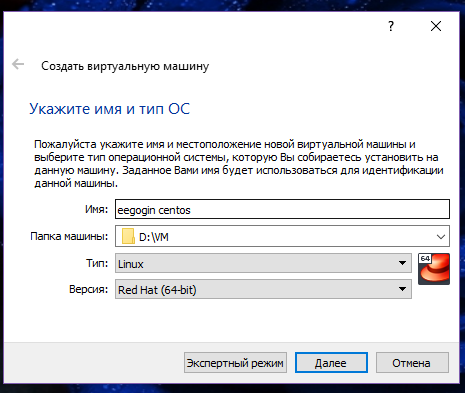 ?
Создать виртуальную машину
Укажите имя и тип ОС
Пожалуйста укажите имя и местоположение новой виртуальной машины и
выберите тип операционной системы, которую Вы собираетесь установить на
данную машину. Заданное Вами имя будет использоваться для идентификации
данной машины.
Имя: eegogin centos
Папка машины: D:\VM
Тип: Linux
64
Версия: Red Hat (64-bit)
Экспертный режим Далее Отмена